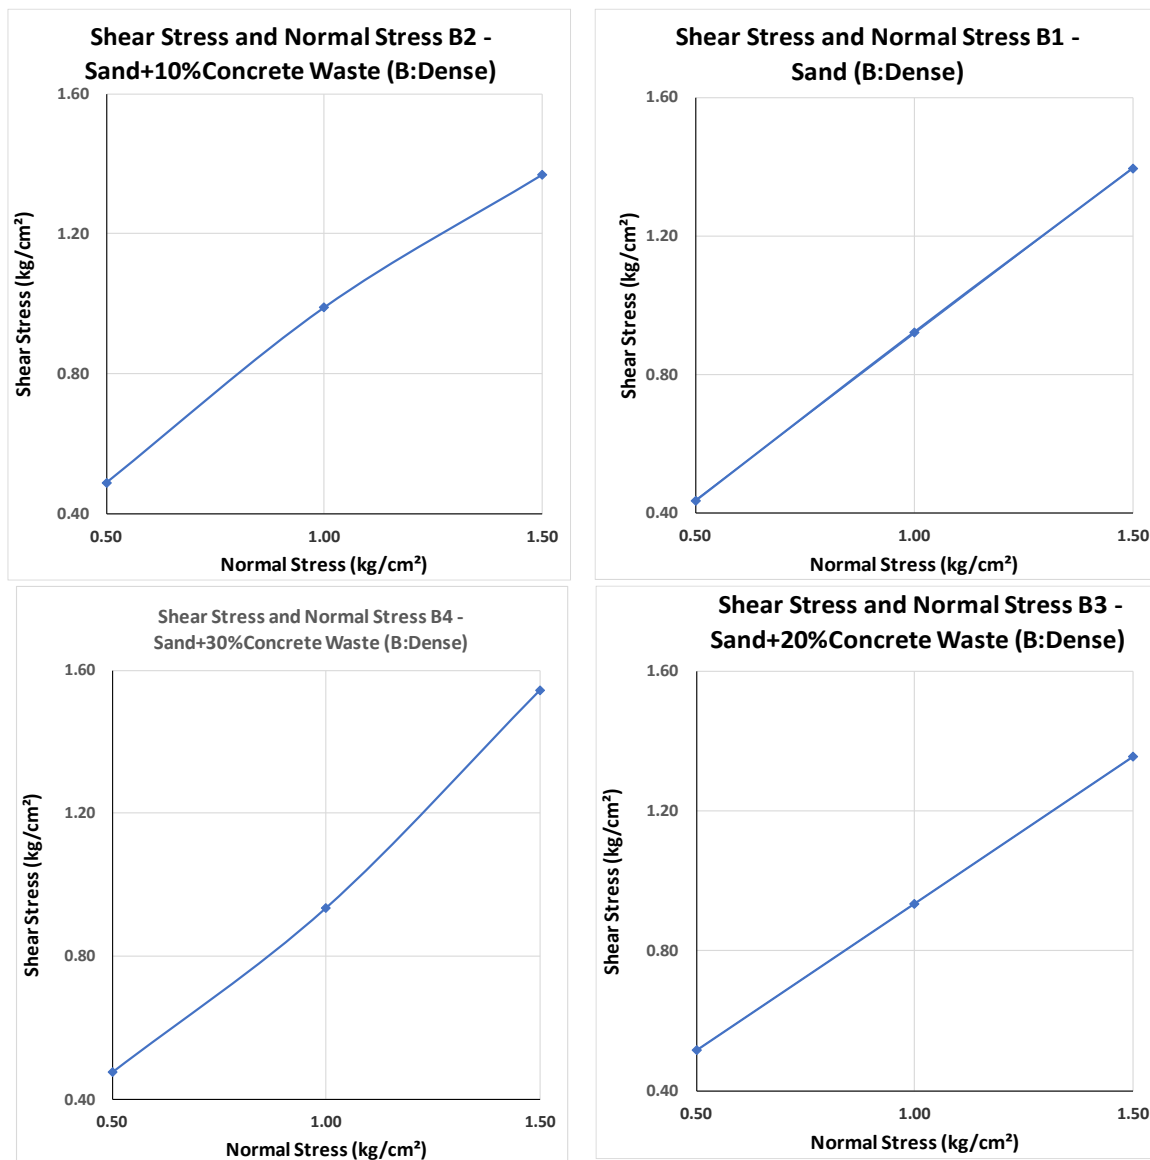 Shear Stress and Normal Stress B2 -
Sand+10%Concrete Waste (B:Dense)
1.60
1.20
0.80
0.40
Shear Stress (kg/cm²)
0.50 1.00 1.50
Normal Stress (kg/cm²)
Shear Stress and Normal Stress B1 -
Sand (B:Dense)
1.60
1.20
0.80
0.40
Shear Stress (kg/cm²)
0.50 1.00 1.50
Normal Stress (kg/cm²)
Shear Stress and Normal Stress B4 -
Sand+30%Concrete Waste (B:Dense)
1.60
1.20
0.80
0.40
Shear Stress (kg/cm²)
0.50 1.00 1.50
Normal Stress (kg/cm²)
Shear Stress and Normal Stress B3 -
Sand+20%Concrete Waste (B:Dense)
1.60
1.20
0.80
0.40
Shear Stress (kg/cm²)
0.50 1.00 1.50
Normal Stress (kg/cm²)